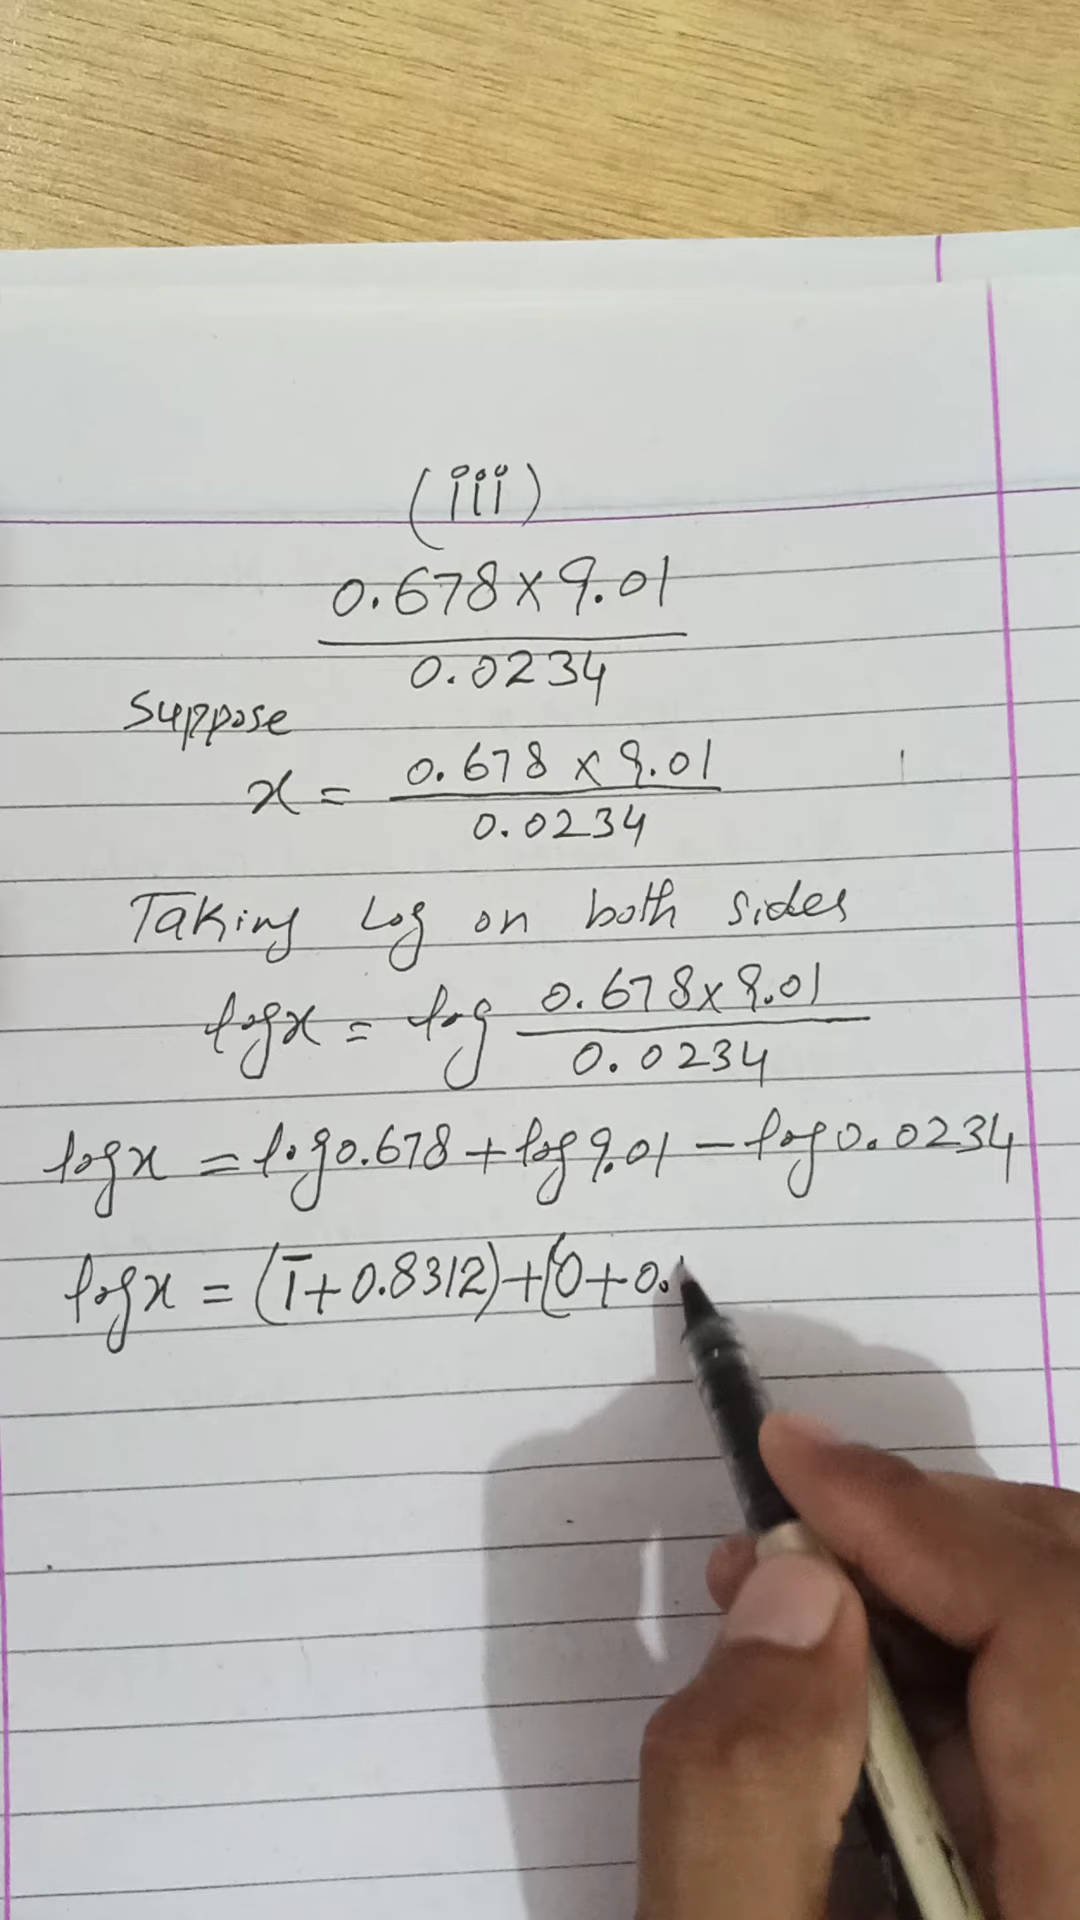 (iii)
0.678 × 9.01
0.0234
Suppose
x = 0.678 × 9.01
0.0234
Taking Log on both sides
log x = log 0.678 × 9.01
0.0234
log x = log 0.678 + log 9.01 − log 0.0234
log x = (1̅ + 0.8312) + (0 + 0.